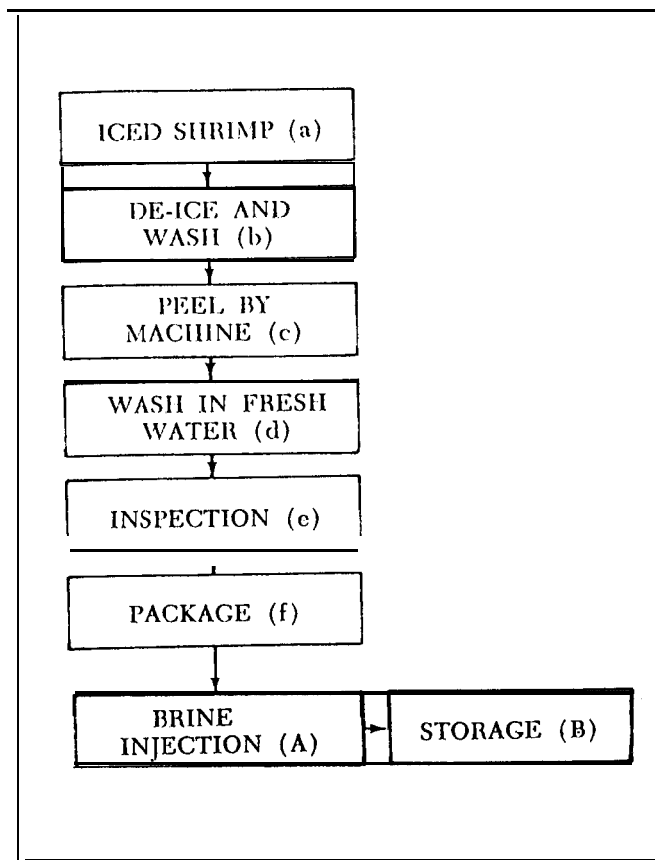 ICED SHRIMP (a)
DE-ICE AND
WASH (b)
PEEL BY
MACHINE (c)
WASH IN FRESH
WATER (d)
INSPECTION (e)
PACKAGE (f)
BRINE
INJECTION (A)
STORAGE (B)